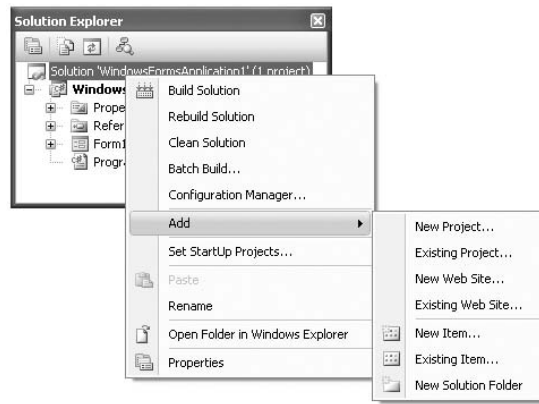 Solution Explorer
Solution 'WindowsFormsApplication1' (1 project)
Windows
Prope
Refer
Form1
Progra
Build Solution
Rebuild Solution
Clean Solution
Batch Build...
Configuration Manager...
Add
Set StartUp Projects...
Paste
Rename
Open Folder in Windows Explorer
Properties
New Project...
Existing Project...
New Web Site...
Existing Web Site...
New Item...
Existing Item...
New Solution Folder